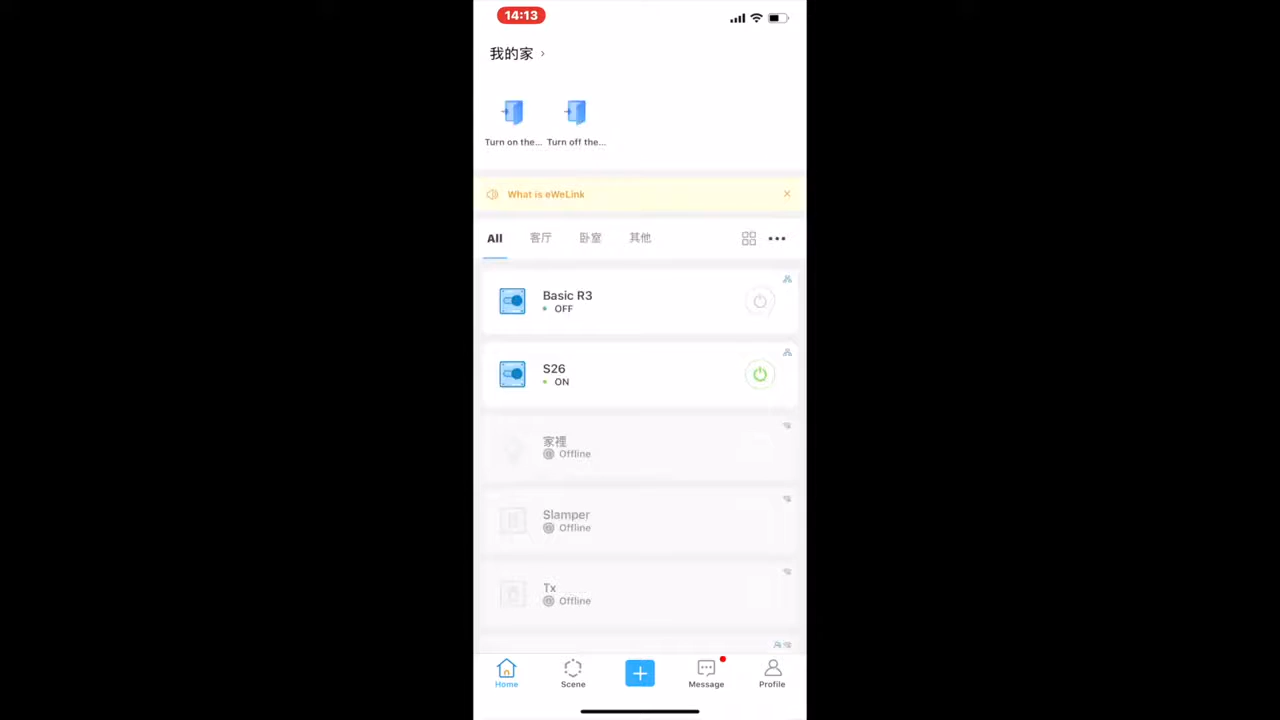 14:13
我的家 ›
Turn on the... Turn off the...
What is eWeLink
All 客厅 卧室 其他
Basic R3
OFF
S26
ON
家裡
Offline
Slamper
Offline
Tx
Offline
Home Scene Message Profile